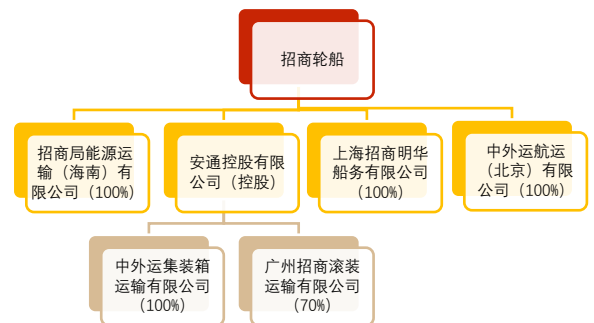 招商轮船
招商局能源运
输（海南）有
限公司（100%）
安通控股有限
公司（控股）
上海招商明华
船务有限公司
（100%）
中外运航运
（北京）有限
公司（100%）
中外运集装箱
运输有限公司
（100%）
广州招商滚装
运输有限公司
（70%）